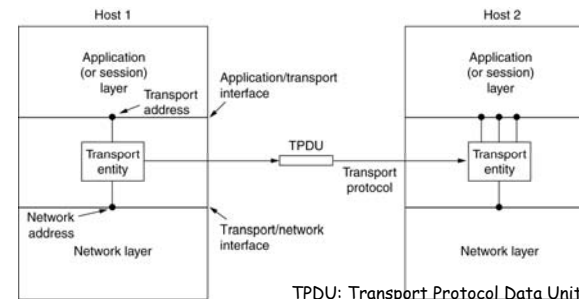 Host 1
Host 2
Application
(or session)
layer
Transport
address
Application/transport
interface
Application
(or session)
layer
Transport
entity
TPDU
Transport
protocol
Transport
entity
Network
address
Transport/network
interface
Network layer
Network layer
TPDU: Transport Protocol Data Unit